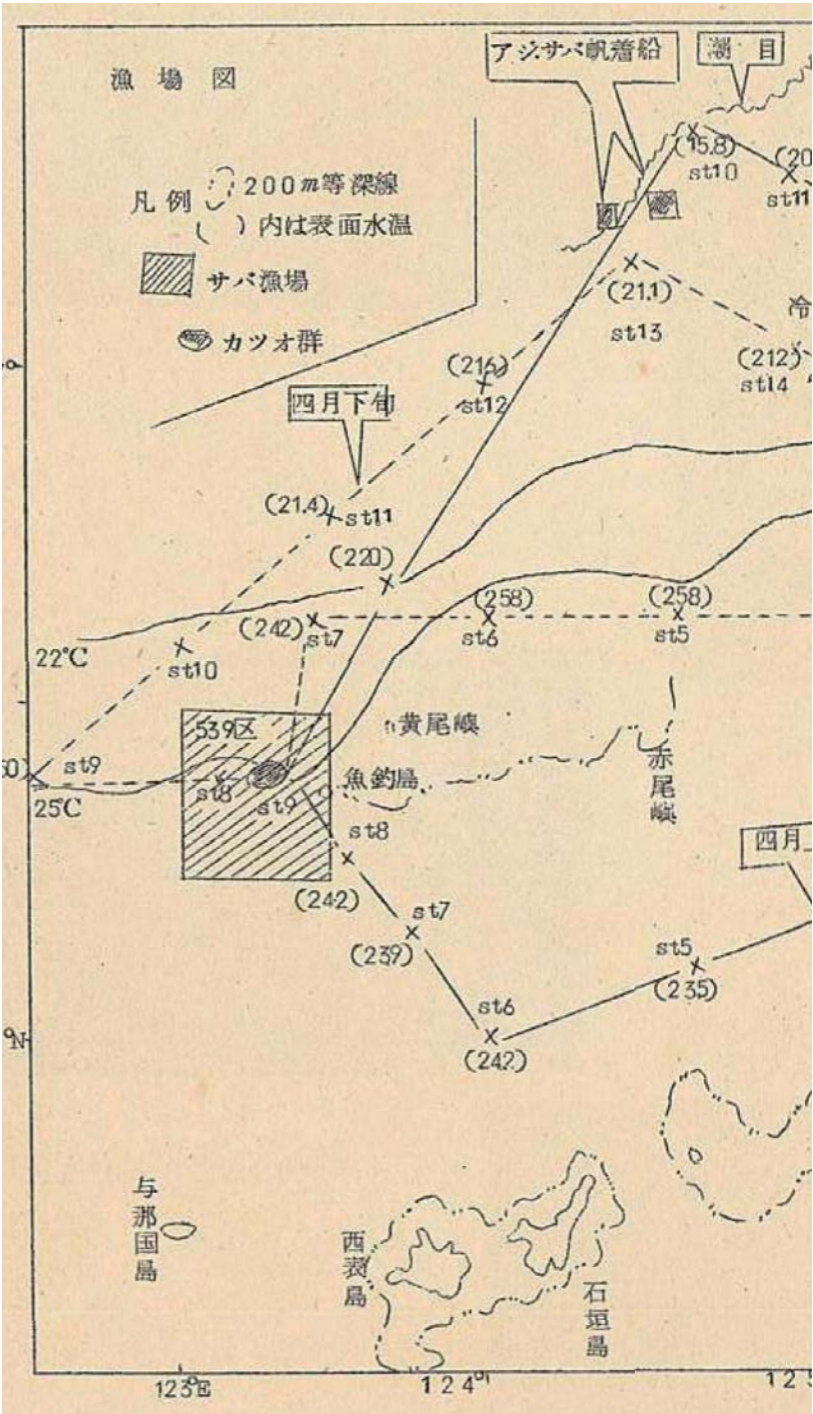 漁場図
アジサバ帆着船
潮目
凡例
200m等深線
( )内は表面水温
サバ漁場
カツオ群
(15.8)
st10
(20
st11
(21.1)
st13
冷
(212)
st14
(216)
st12
四月下旬
(21.4)
st11
(220)
(242)
st7
(258)
st6
(258)
st5
22℃
st10
539区
黄尾嶼
st9
st8
st9
魚釣島
赤尾嶼
25℃
st8
四月
(242)
st7
(239)
st5
(235)
st6
°N
(242)
与那国島
西表島
石垣島
123°E
124°
125